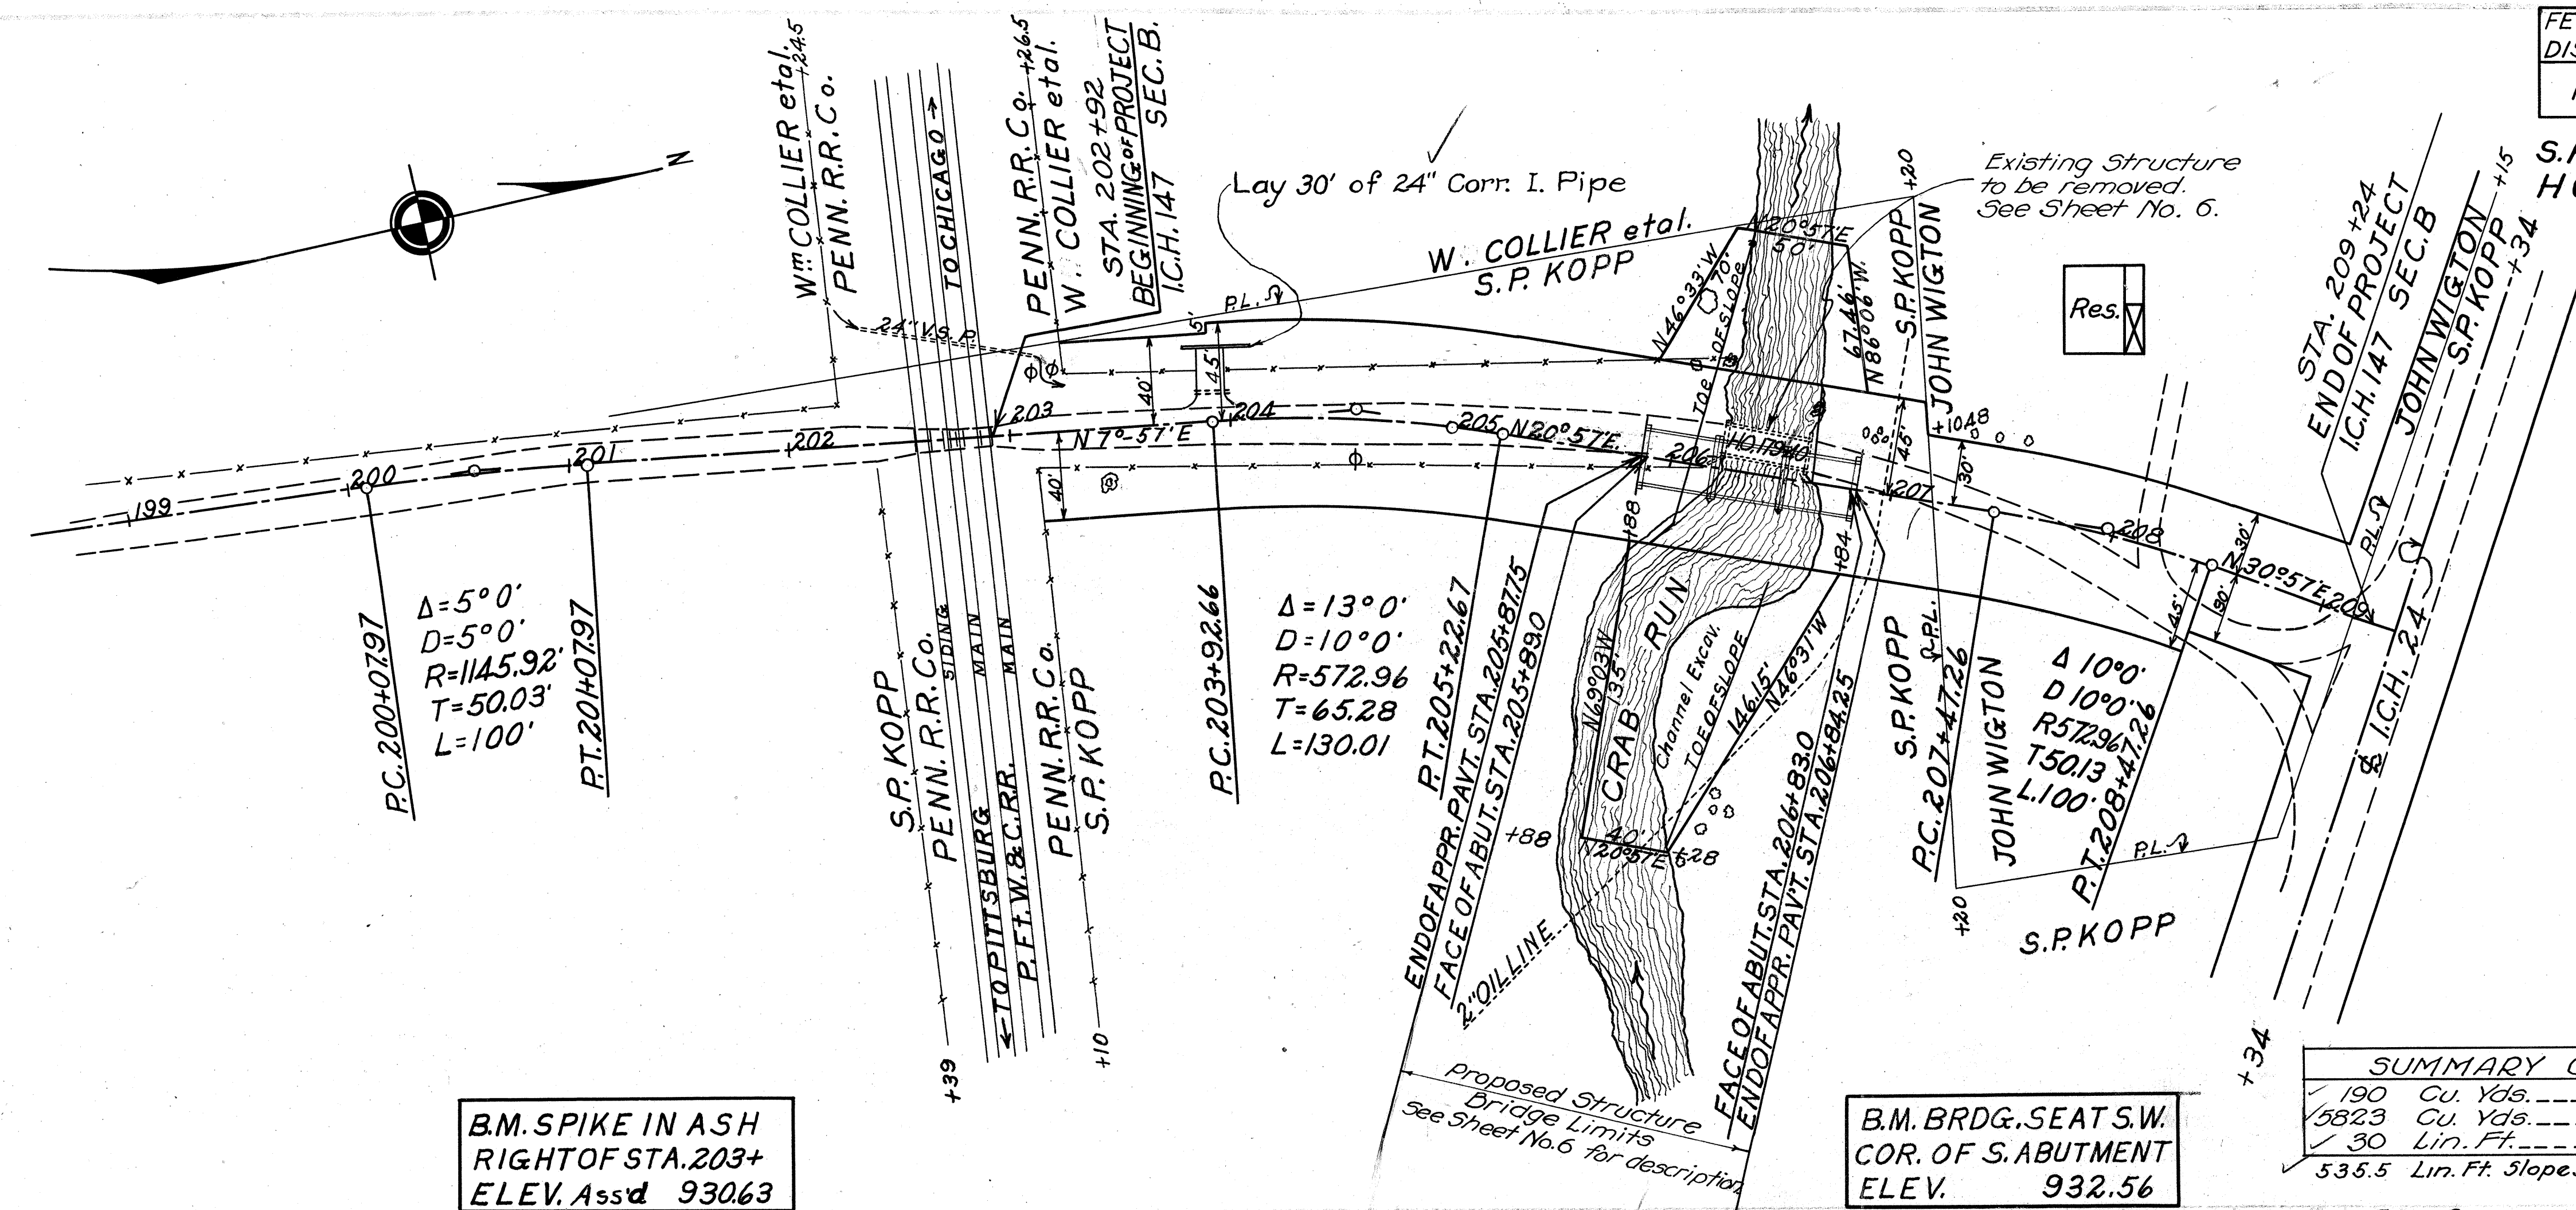 Wm COLLIER etal.
+24.5
PENN. R.R. Co.
TO CHICAGO →
PENN. R.R. Co. +26.5
W. COLLIER etal.
STA. 202+92
BEGINNING OF PROJECT
I.C.H. 147 SEC. B.
N
Lay 30' of 24" Corr. I. Pipe
W. COLLIER etal.
S.P. KOPP
P.L.
24" V.S.P.
N 46°33' W
70'
TOE OF SLOPE
N 20°57' E
50'
67.46'
N 86°06' W.
+20
S.P. KOPP
JOHN WIGTON
Existing Structure
to be removed.
See Sheet No. 6.
Res.
STA. 209+24
END OF PROJECT
I.C.H. 147 SEC. B
JOHN WIGTON +15
S.P. KOPP
+34
P.L.
FE
DIS
S.
H
5'
45'
40'
40'
199
200
201
202
203
N 7°-57' E
204
205
N 20°57' E.
206
207
+10.48
45'
30'
208
N. 30°57' E.
209
30'
45'
90'
+88
+84
P.C. 200+07.97
Δ=5°0'
D=5°0'
R=1145.92'
T=50.03'
L=100'
P.T. 201+07.97
S.P. KOPP
PENN. R.R. Co.
SIDING
MAIN
MAIN
← TO PITTSBURG
P. Ft. W. & C. R.R.
PENN. R.R. Co.
S.P. KOPP
+39
+10
P.C. 203+92.66
Δ=13°0'
D=10°0'
R=572.96
T=65.28
L=130.01
P.T. 205+22.67
END OF APPR. PAVT. STA. 205+87.75
FACE OF ABUT. STA. 205+89.0
N 69°03' W
135'
CRAB RUN
Channel Excav.
TOE OF SLOPE
146.15'
N 46°31' W
+88
40'
N 20°57' E
+28
2" OIL LINE
FACE OF ABUT. STA. 206+83.0
END OF APPR. PAV'T. STA. 206+84.25
Proposed Structure
Bridge Limits
See Sheet No. 6 for description
S.P. KOPP
P.L.
P.C. 207+47.26
JOHN WIGTON
Δ 10°0'
D 10°0'
R 572.96
T 50.13
L. 100'
P.T. 208+47.26
P.L.
+20
S.P. KOPP
I.C.H. 24
+34
B.M. SPIKE IN ASH
RIGHT OF STA. 203+
ELEV. Ass'd 930.63
B.M. BRDG. SEAT S.W.
COR. OF S. ABUTMENT
ELEV. 932.56
SUMMARY
190 Cu. Yds.
5823 Cu. Yds.
30 Lin. Ft.
535.5 Lin. Ft. Slope